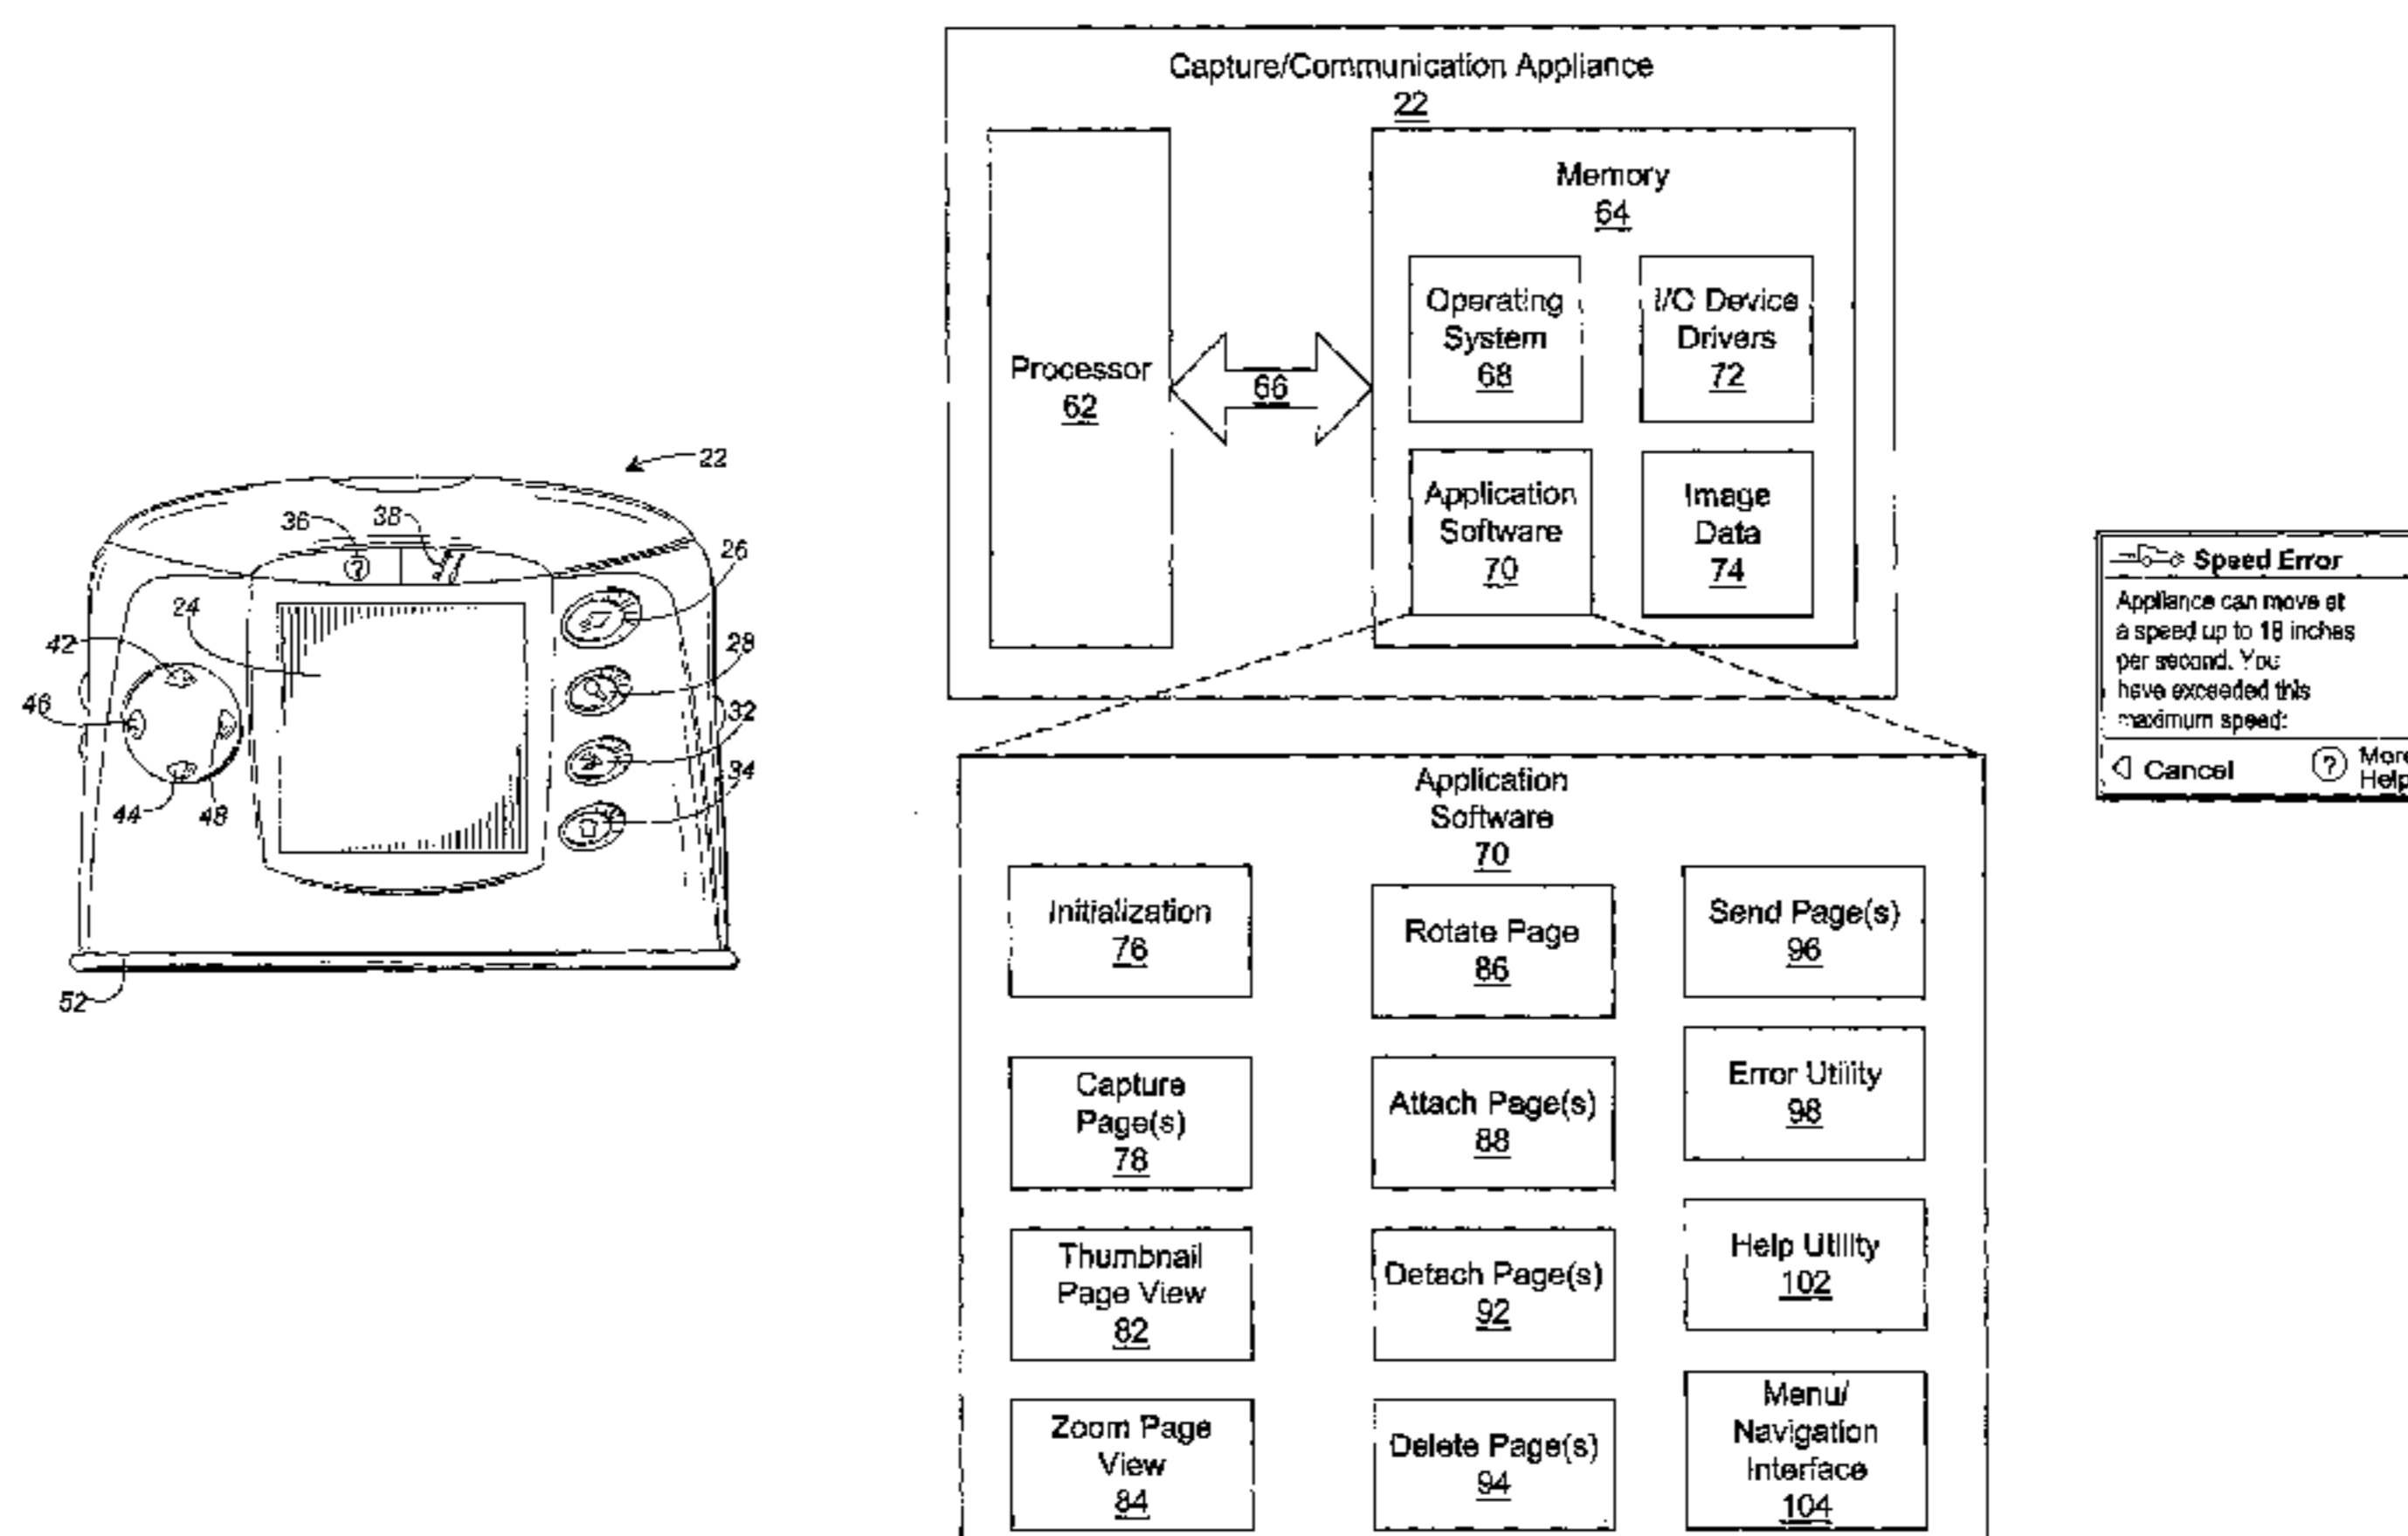 22
36
38
26
24
42
28
46
32
34
44
48
52
Capture/Communication Appliance
22
Processor
62
66
Memory
64
Operating
System
68
I/O Device
Drivers
72
Application
Software
70
Image
Data
74
Application
Software
70
Initialization
76
Rotate Page
86
Send Page(s)
96
Capture
Page(s)
78
Attach Page(s)
88
Error Utility
98
Thumbnail
Page View
82
Detach Page(s)
92
Help Utility
102
Zoom Page
View
84
Delete Page(s)
94
Menu/
Navigation
Interface
104
Speed Error
Appliance can move at
a speed up to 18 inches
per second. You
have exceeded this
maximum speed:
Cancel
? More
Help